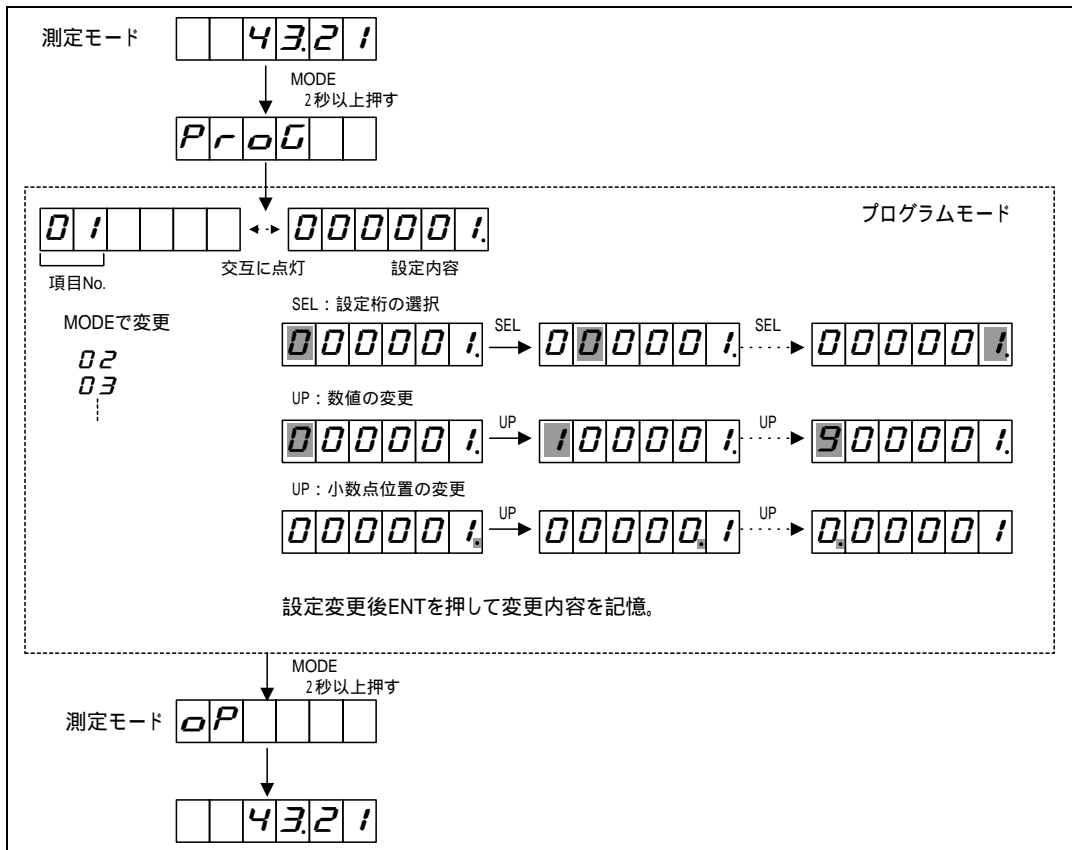 測定モード 43.21
MODE
2秒以上押す
ProG
プログラムモード
01 000001.
交互に点灯 設定内容
項目No.
MODEで変更
02
03
SEL：設定桁の選択
000001. SEL 000001. SEL 000001.
UP：数値の変更
000001. UP 100001. UP 900001.
UP：小数点位置の変更
000001. UP 00000.1 UP 0.00001
設定変更後ENTを押して変更内容を記憶。
MODE
2秒以上押す
測定モード oP
43.21